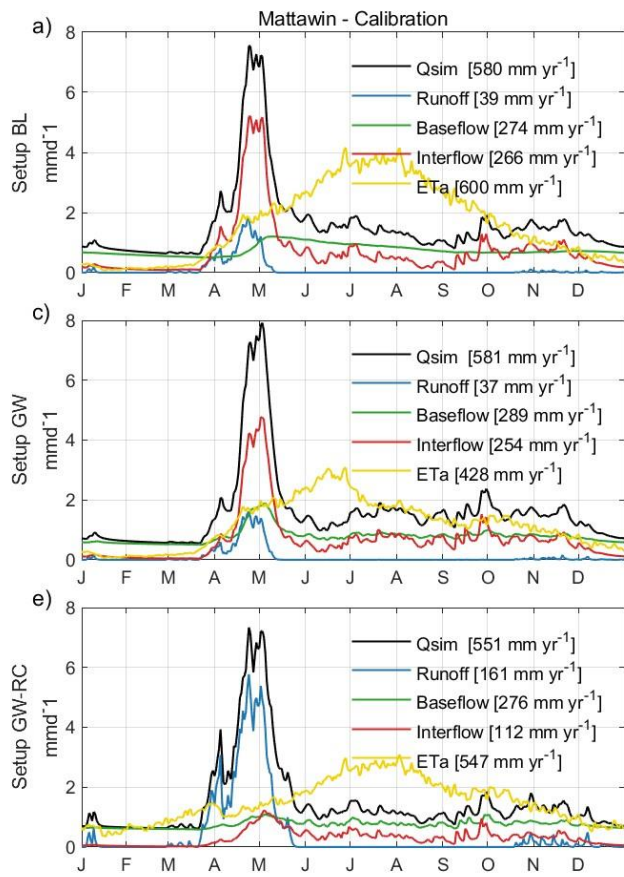 Mattawin - Calibration
a)
8
6
4
2
0
Setup BL
mmd⁻¹
Qsim [580 mm yr⁻¹]
Runoff [39 mm yr⁻¹]
Baseflow [274 mm yr⁻¹]
Interflow [266 mm yr⁻¹]
ETa [600 mm yr⁻¹]
J F M A M J J A S O N D
c)
8
6
4
2
0
Setup GW
mmd⁻¹
Qsim [581 mm yr⁻¹]
Runoff [37 mm yr⁻¹]
Baseflow [289 mm yr⁻¹]
Interflow [254 mm yr⁻¹]
ETa [428 mm yr⁻¹]
J F M A M J J A S O N D
e)
8
6
4
2
0
Setup GW-RC
mmd⁻¹
Qsim [551 mm yr⁻¹]
Runoff [161 mm yr⁻¹]
Baseflow [276 mm yr⁻¹]
Interflow [112 mm yr⁻¹]
ETa [547 mm yr⁻¹]
J F M A M J J A S O N D